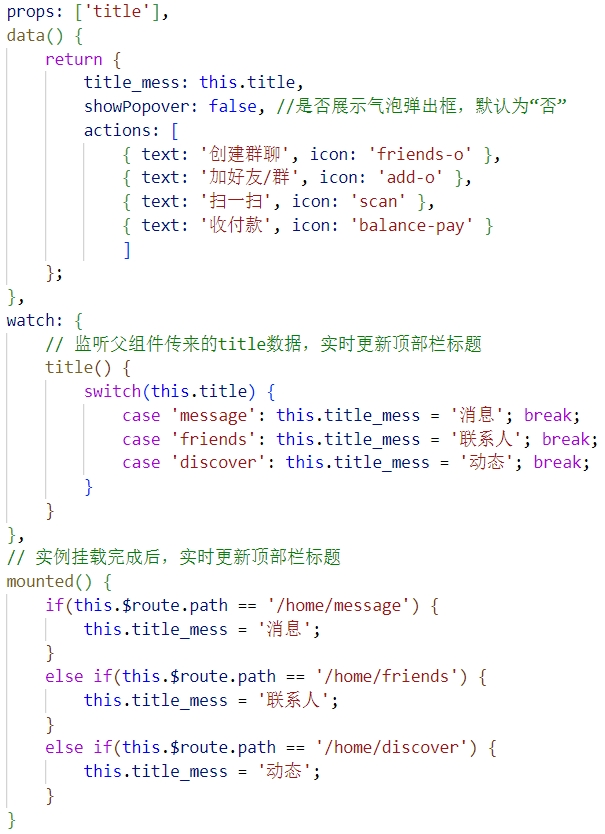 props: ['title'],
data() {
    return {
        title_mess: this.title,
        showPopover: false, //是否展示气泡弹出框，默认为“否”
        actions: [
            { text: '创建群聊', icon: 'friends-o' },
            { text: '加好友/群', icon: 'add-o' },
            { text: '扫一扫', icon: 'scan' },
            { text: '收付款', icon: 'balance-pay' }
            ]
    };
},
watch: {
    // 监听父组件传来的title数据，实时更新顶部栏标题
    title() {
        switch(this.title) {
            case 'message': this.title_mess = '消息'; break;
            case 'friends': this.title_mess = '联系人'; break;
            case 'discover': this.title_mess = '动态'; break;
        }
    }
},
// 实例挂载完成后，实时更新顶部栏标题
mounted() {
    if(this.$route.path == '/home/message') {
        this.title_mess = '消息';
    }
    else if(this.$route.path == '/home/friends') {
        this.title_mess = '联系人';
    }
    else if(this.$route.path == '/home/discover') {
        this.title_mess = '动态';
    }
}